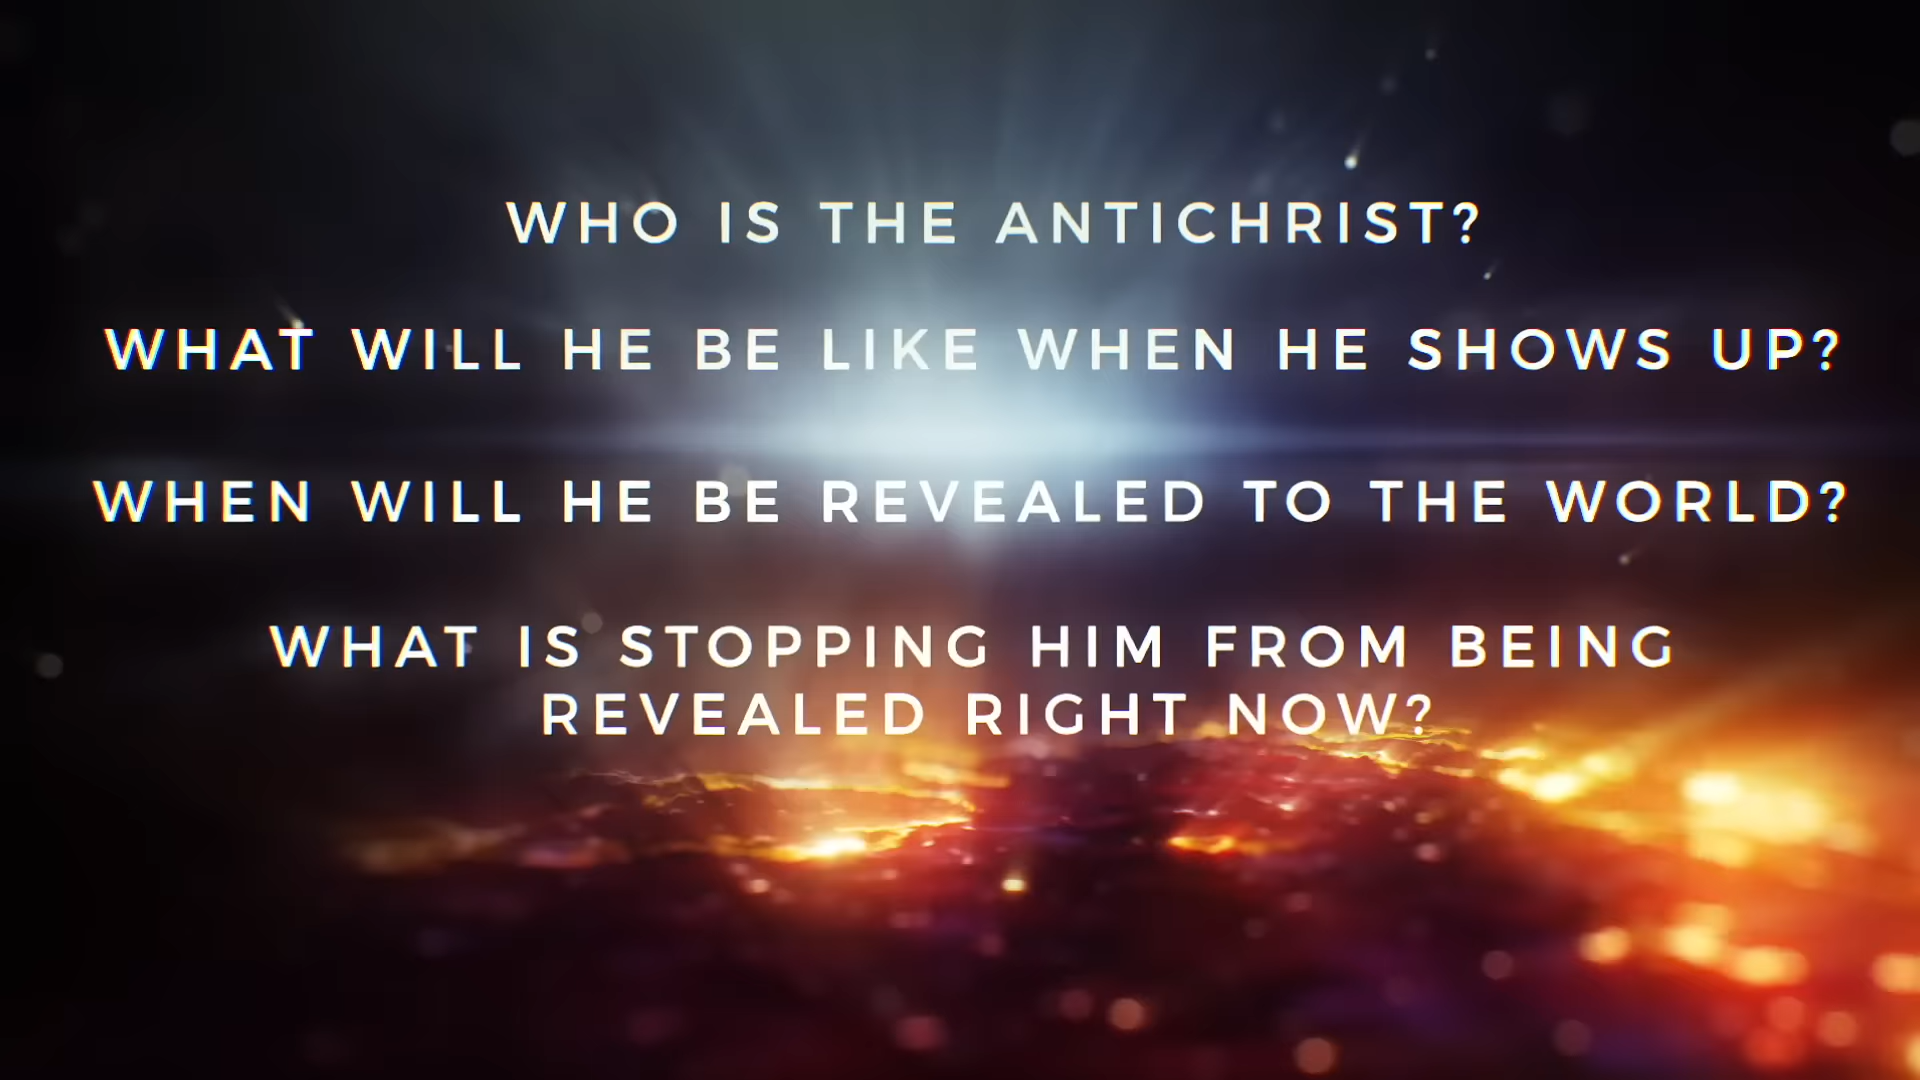 WHO IS THE ANTICHRIST?
WHAT WILL HE BE LIKE WHEN HE SHOWS UP?
WHEN WILL HE BE REVEALED TO THE WORLD?
WHAT IS STOPPING HIM FROM BEING
REVEALED RIGHT NOW?